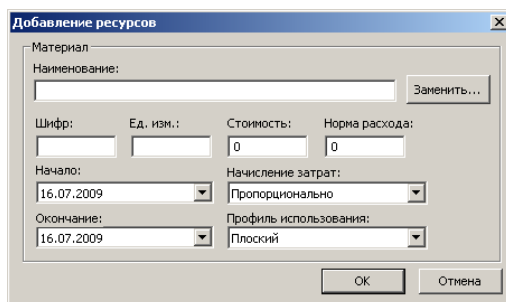 Добавление ресурсов
Материал
Наименование:
Заменить...
Шифр: Ед. изм.: Стоимость: Норма расхода:
0 0
Начало: Начисление затрат:
16.07.2009 Пропорционально
Окончание: Профиль использования:
16.07.2009 Плоский
OK Отмена